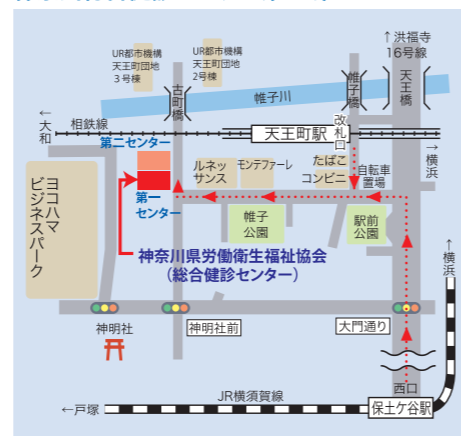 UR都市機構
天王町団地
3号棟
UR都市機構
天王町団地
2号棟
↑洪福寺
16号線
古町橋
帷子川
帷子橋
天王橋
←大和
相鉄線
天王町駅
改札口
→横浜
第二センター
第一
センター
ルネッ
サンス
モンテファーレ
たばこ
コンビニ
自転車
置場
ヨコハマ
ビジネスパーク
帷子
公園
駅前
公園
神奈川県労働衛生福祉協会
（総合健診センター）
↑横浜
神明社
神明社前
大門通り
西口
JR横須賀線
←戸塚
保土ケ谷駅